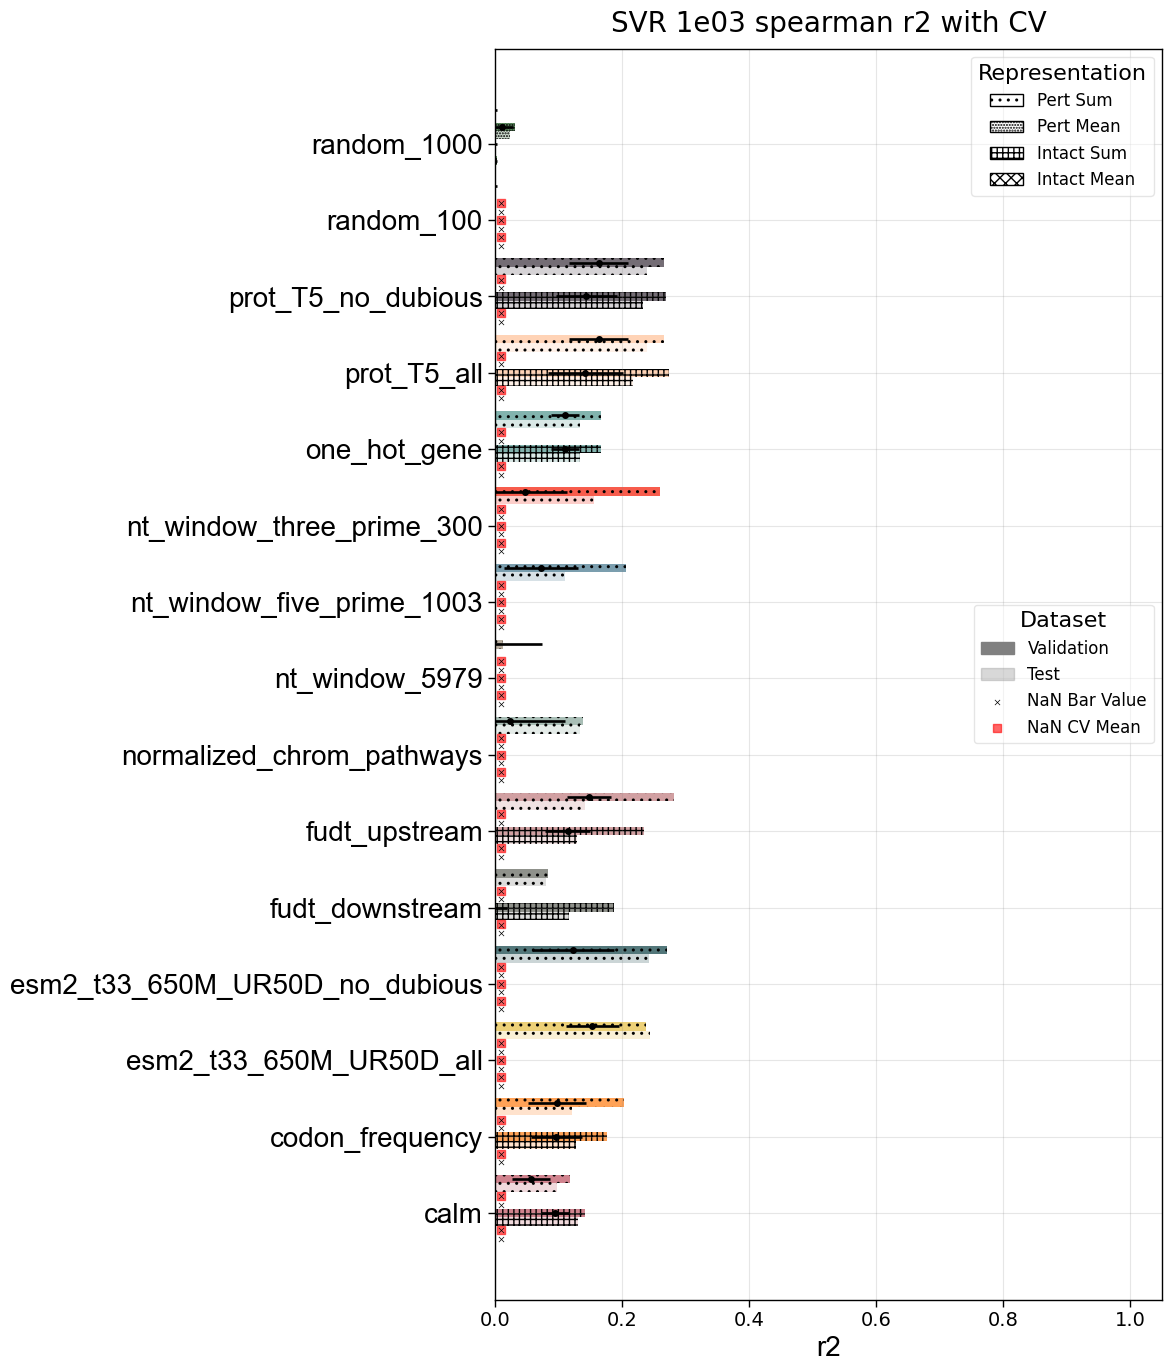 SVR 1e03 spearman r2 with CV
Representation
Pert Sum
Pert Mean
Intact Sum
Intact Mean
random_1000
random_100
prot_T5_no_dubious
prot_T5_all
one_hot_gene
nt_window_three_prime_300
nt_window_five_prime_1003
Dataset
Validation
Test
NaN Bar Value
NaN CV Mean
nt_window_5979
normalized_chrom_pathways
fudt_upstream
fudt_downstream
esm2_t33_650M_UR50D_no_dubious
esm2_t33_650M_UR50D_all
codon_frequency
calm
0.0 0.2 0.4 0.6 0.8 1.0
r2